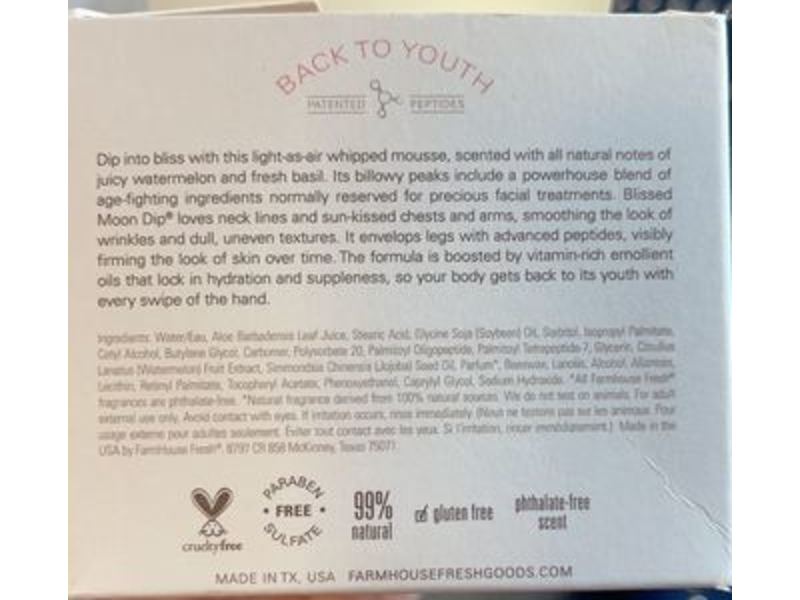 BACK TO YOUTH
PATENTED PEPTIDES
Dip into bliss with this light-as-air whipped mousse, scented with all natural notes of
juicy watermelon and fresh basil. Its billowy peaks include a powerhouse blend of
age-fighting ingredients normally reserved for precious facial treatments. Blissed
Moon Dip® loves neck lines and sun-kissed chests and arms, smoothing the look of
wrinkles and dull, uneven textures. It envelops legs with advanced peptides, visibly
firming the look of skin over time. The formula is boosted by vitamin-rich emollient
oils that lock in hydration and suppleness, so your body gets back to its youth with
every swipe of the hand.
Ingredients: Water/Eau, Aloe Barbadensis Leaf Juice, Stearic Acid, Glycine Soja (Soybean) Oil, Sorbitol, Isopropyl Palmitate,
Cetyl Alcohol, Butylene Glycol, Carbomer, Polysorbate 20, Palmitoyl Oligopeptide, Palmitoyl Tetrapeptide-7, Glycerin, Citrullus
Lanatus (Watermelon) Fruit Extract, Simmondsia Chinensis (Jojoba) Seed Oil, Parfum*, Beeswax, Lanolin, Alcohol, Allantoin,
Lecithin, Retinyl Palmitate, Tocopheryl Acetate, Phenoxyethanol, Caprylyl Glycol, Sodium Hydroxide. *All Farmhouse Fresh®
fragrances are phthalate-free. *Natural fragrance derived from 100% natural sources. We do not test on animals. For adult
external use only. Avoid contact with eyes. If irritation occurs, rinse immediately. (Nous ne testons pas sur les animaux. Pour
usage externe pour adultes seulement. Éviter tout contact avec les yeux. Si l'irritation, rincer immédiatement.) Made in the
USA by FarmHouse Fresh®. 8797 CR 858 McKinney, Texas 75071.
crueltyfree
PARABEN
• FREE •
SULFATE
99%
natural
gluten free
phthalate-free
scent
MADE IN TX, USA FARMHOUSEFRESHGOODS.COM